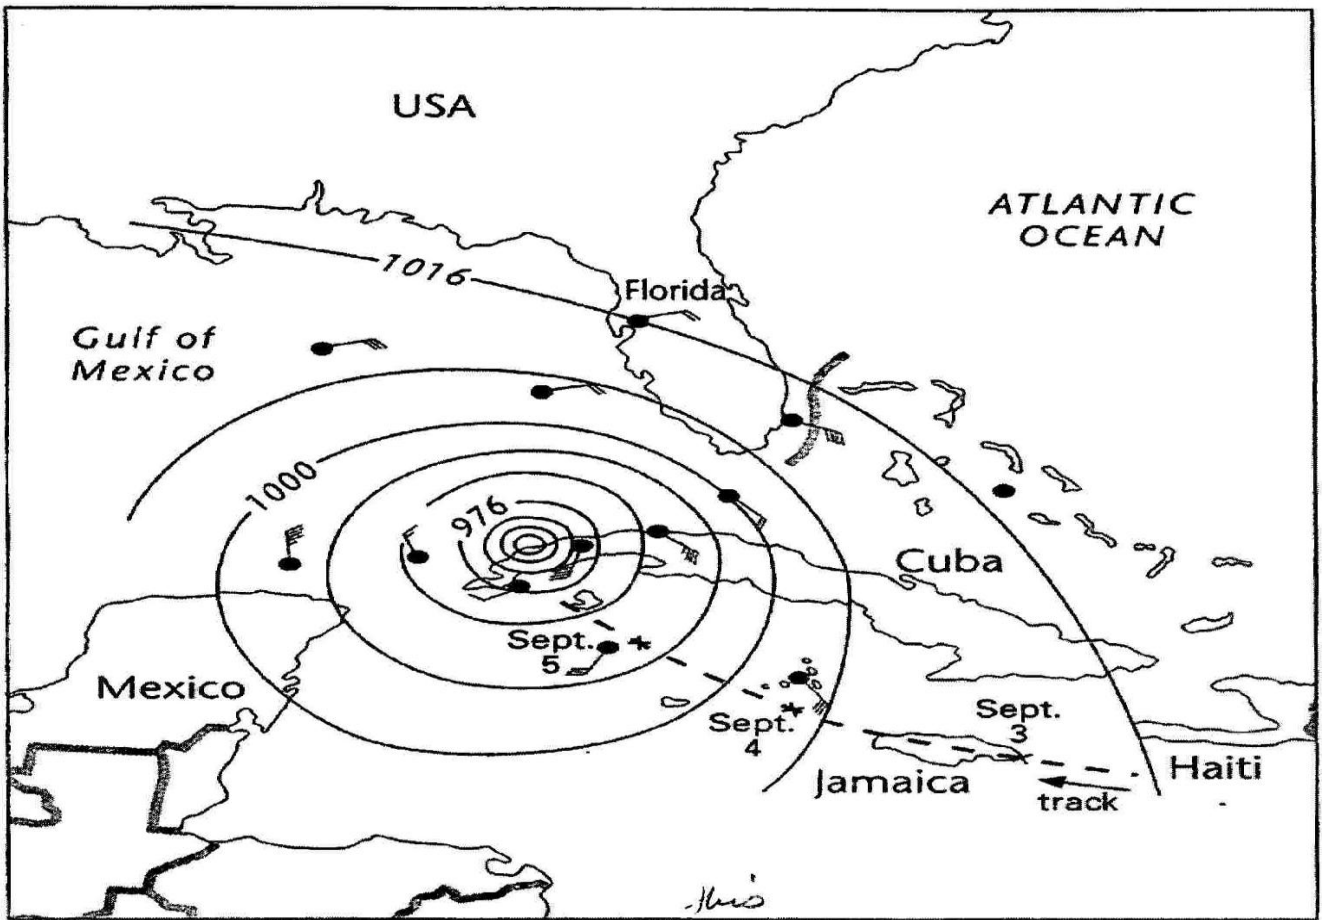 USA
ATLANTIC
OCEAN
1016
Florida
Gulf of
Mexico
1000
976
Cuba
Sept.
5
Mexico
Sept.
4
Sept.
3
Jamaica
Haiti
track